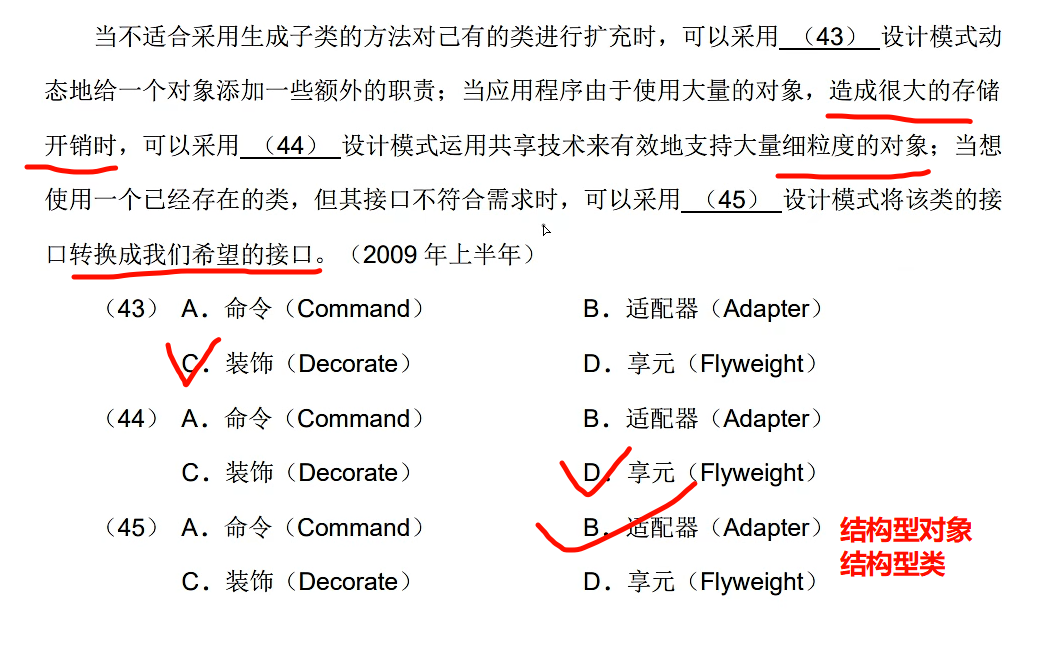 当不适合采用生成子类的方法对己有的类进行扩充时，可以采用 （43） 设计模式动
态地给一个对象添加一些额外的职责；当应用程序由于使用大量的对象，造成很大的存储
开销时，可以采用 （44） 设计模式运用共享技术来有效地支持大量细粒度的对象；当想
使用一个已经存在的类，但其接口不符合需求时，可以采用 （45） 设计模式将该类的接
口转换成我们希望的接口。（2009 年上半年）
（43） A．命令（Command） B．适配器（Adapter）
C．装饰（Decorate） D．享元（Flyweight）
（44） A．命令（Command） B．适配器（Adapter）
C．装饰（Decorate） D．享元（Flyweight）
（45） A．命令（Command） B．适配器（Adapter） 结构型对象
结构型类
C．装饰（Decorate） D．享元（Flyweight）